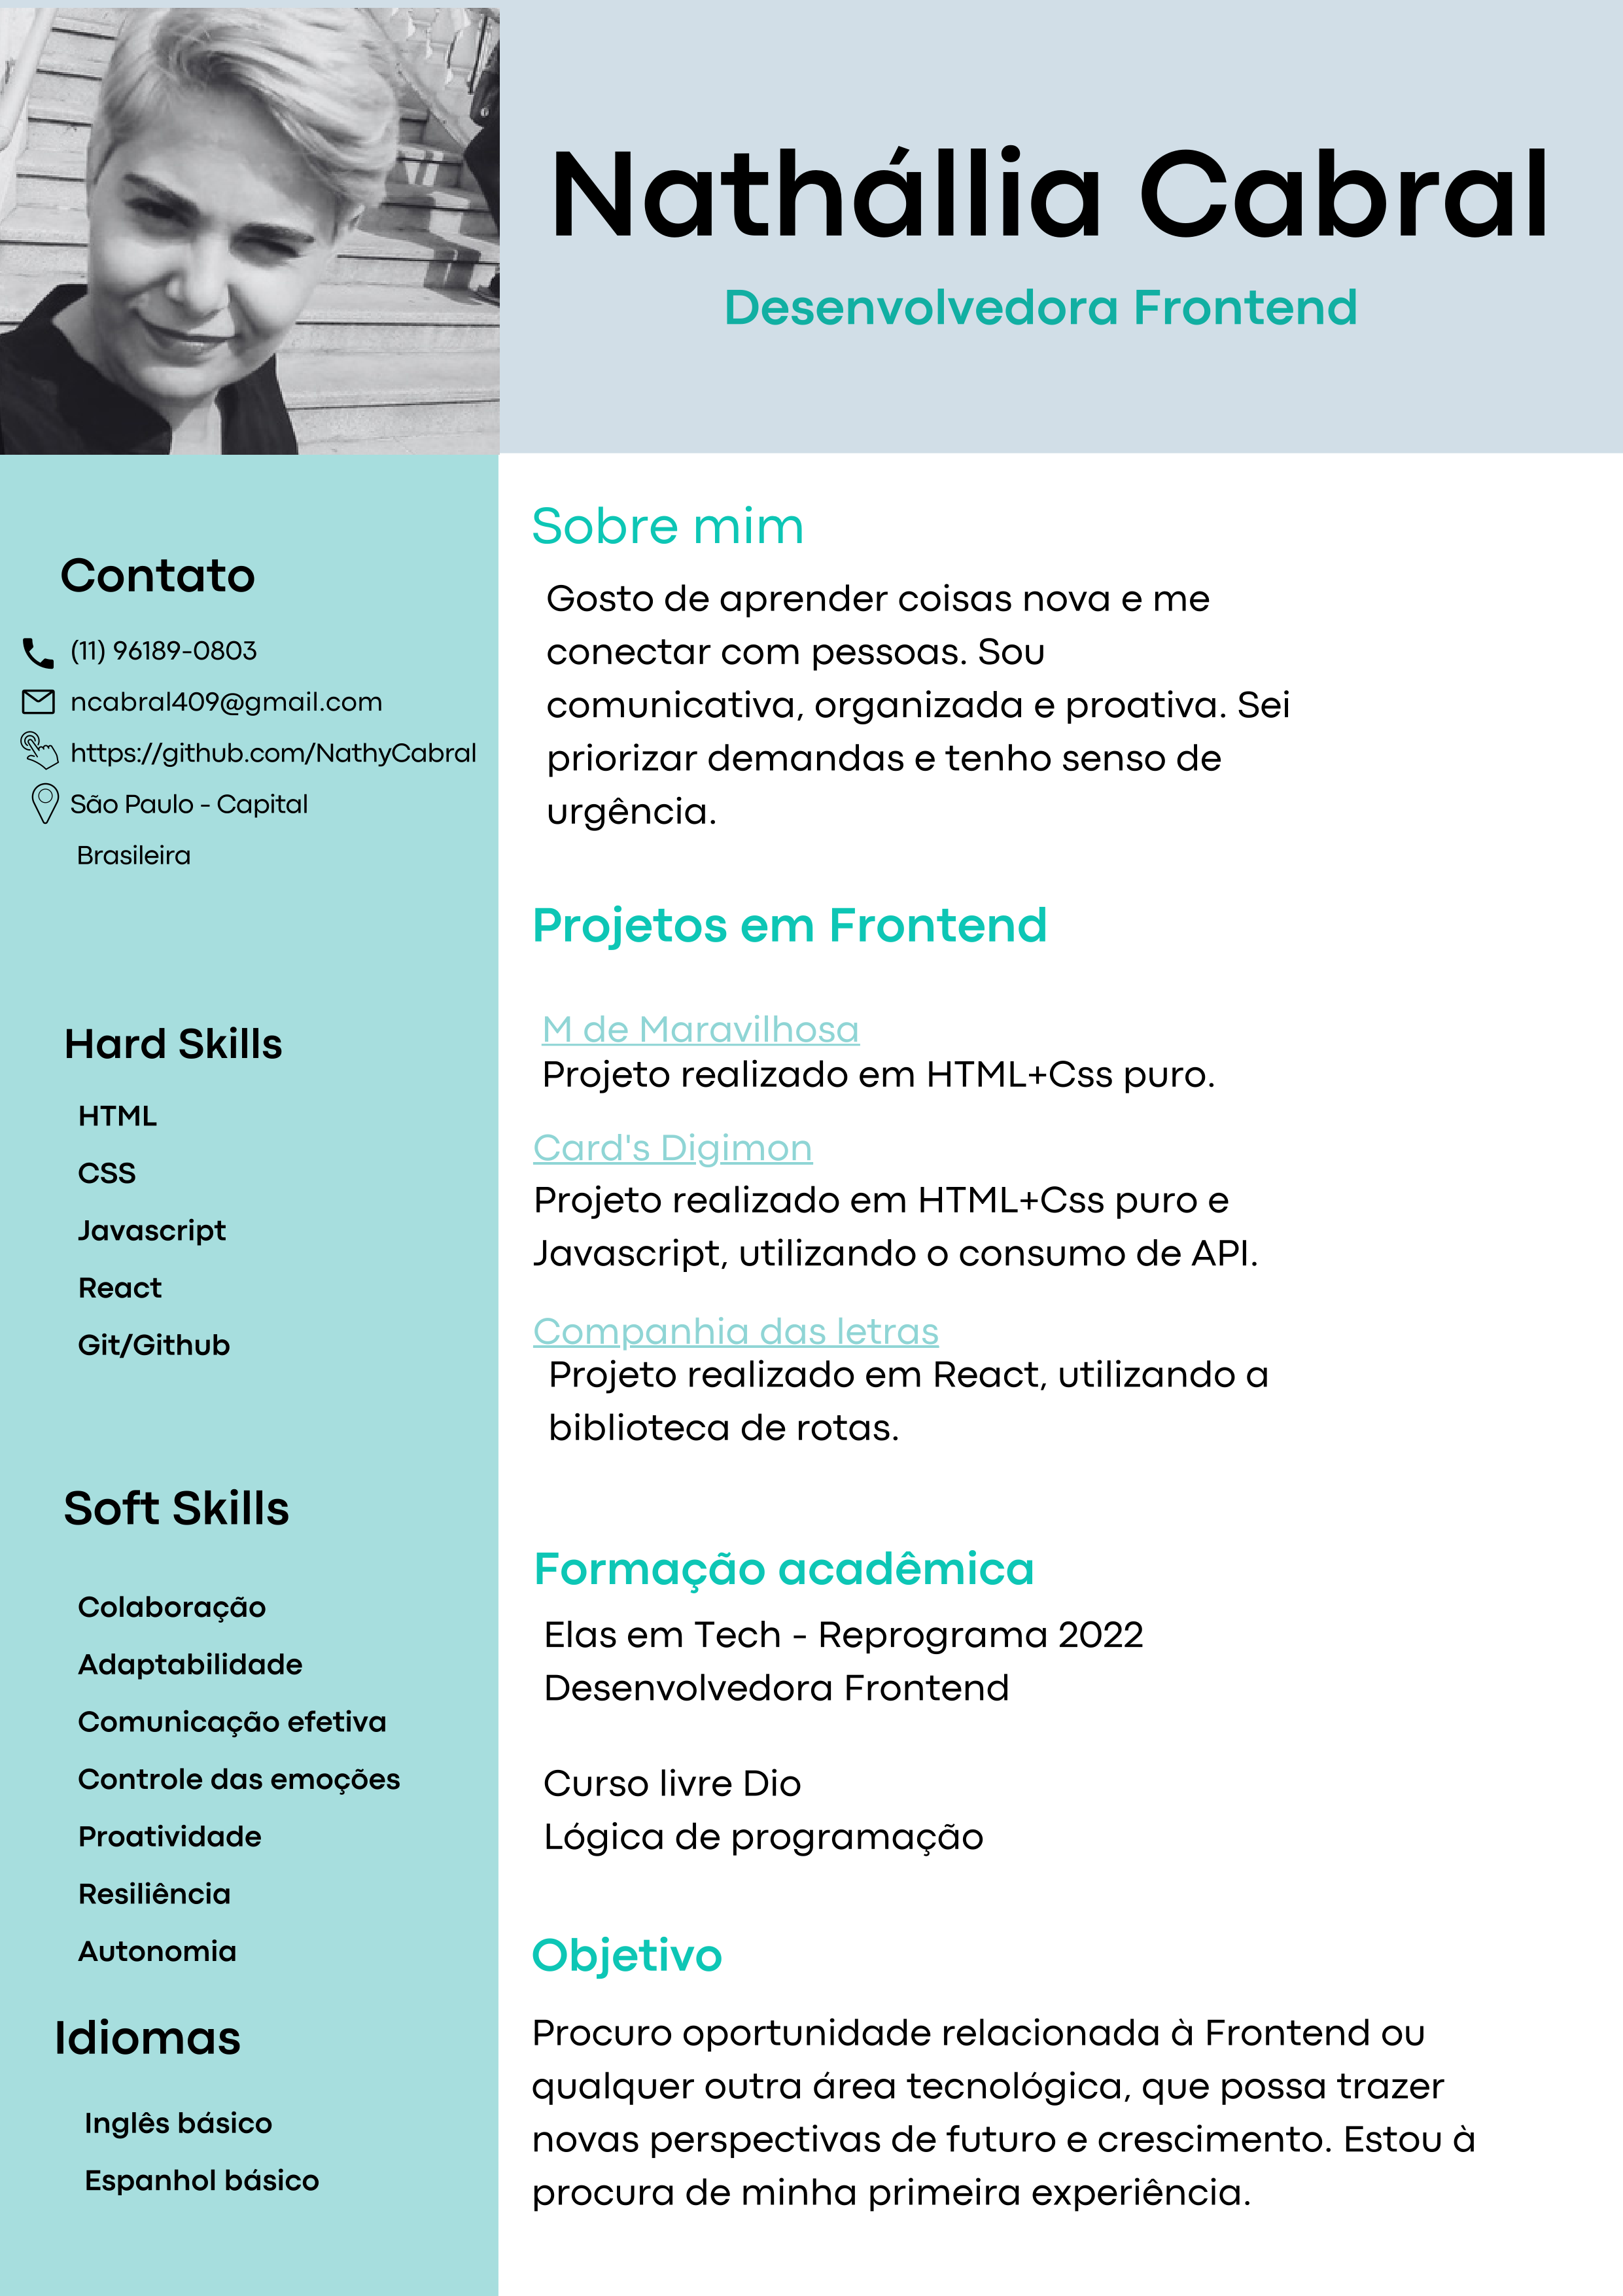 Nathállia Cabral
Desenvolvedora Frontend
Contato
(11) 96189-0803
ncabral409@gmail.com
https://github.com/NathyCabral
São Paulo - Capital
Brasileira
Hard Skills
HTML
CSS
Javascript
React
Git/Github
Soft Skills
Colaboração
Adaptabilidade
Comunicação efetiva
Controle das emoções
Proatividade
Resiliência
Autonomia
Idiomas
Inglês básico
Espanhol básico
Sobre mim
Gosto de aprender coisas nova e me
conectar com pessoas. Sou
comunicativa, organizada e proativa. Sei
priorizar demandas e tenho senso de
urgência.
Projetos em Frontend
M de Maravilhosa
Projeto realizado em HTML+Css puro.
Card's Digimon
Projeto realizado em HTML+Css puro e
Javascript, utilizando o consumo de API.
Companhia das letras
Projeto realizado em React, utilizando a
biblioteca de rotas.
Formação acadêmica
Elas em Tech - Reprograma 2022
Desenvolvedora Frontend
Curso livre Dio
Lógica de programação
Objetivo
Procuro oportunidade relacionada à Frontend ou
qualquer outra área tecnológica, que possa trazer
novas perspectivas de futuro e crescimento. Estou à
procura de minha primeira experiência.